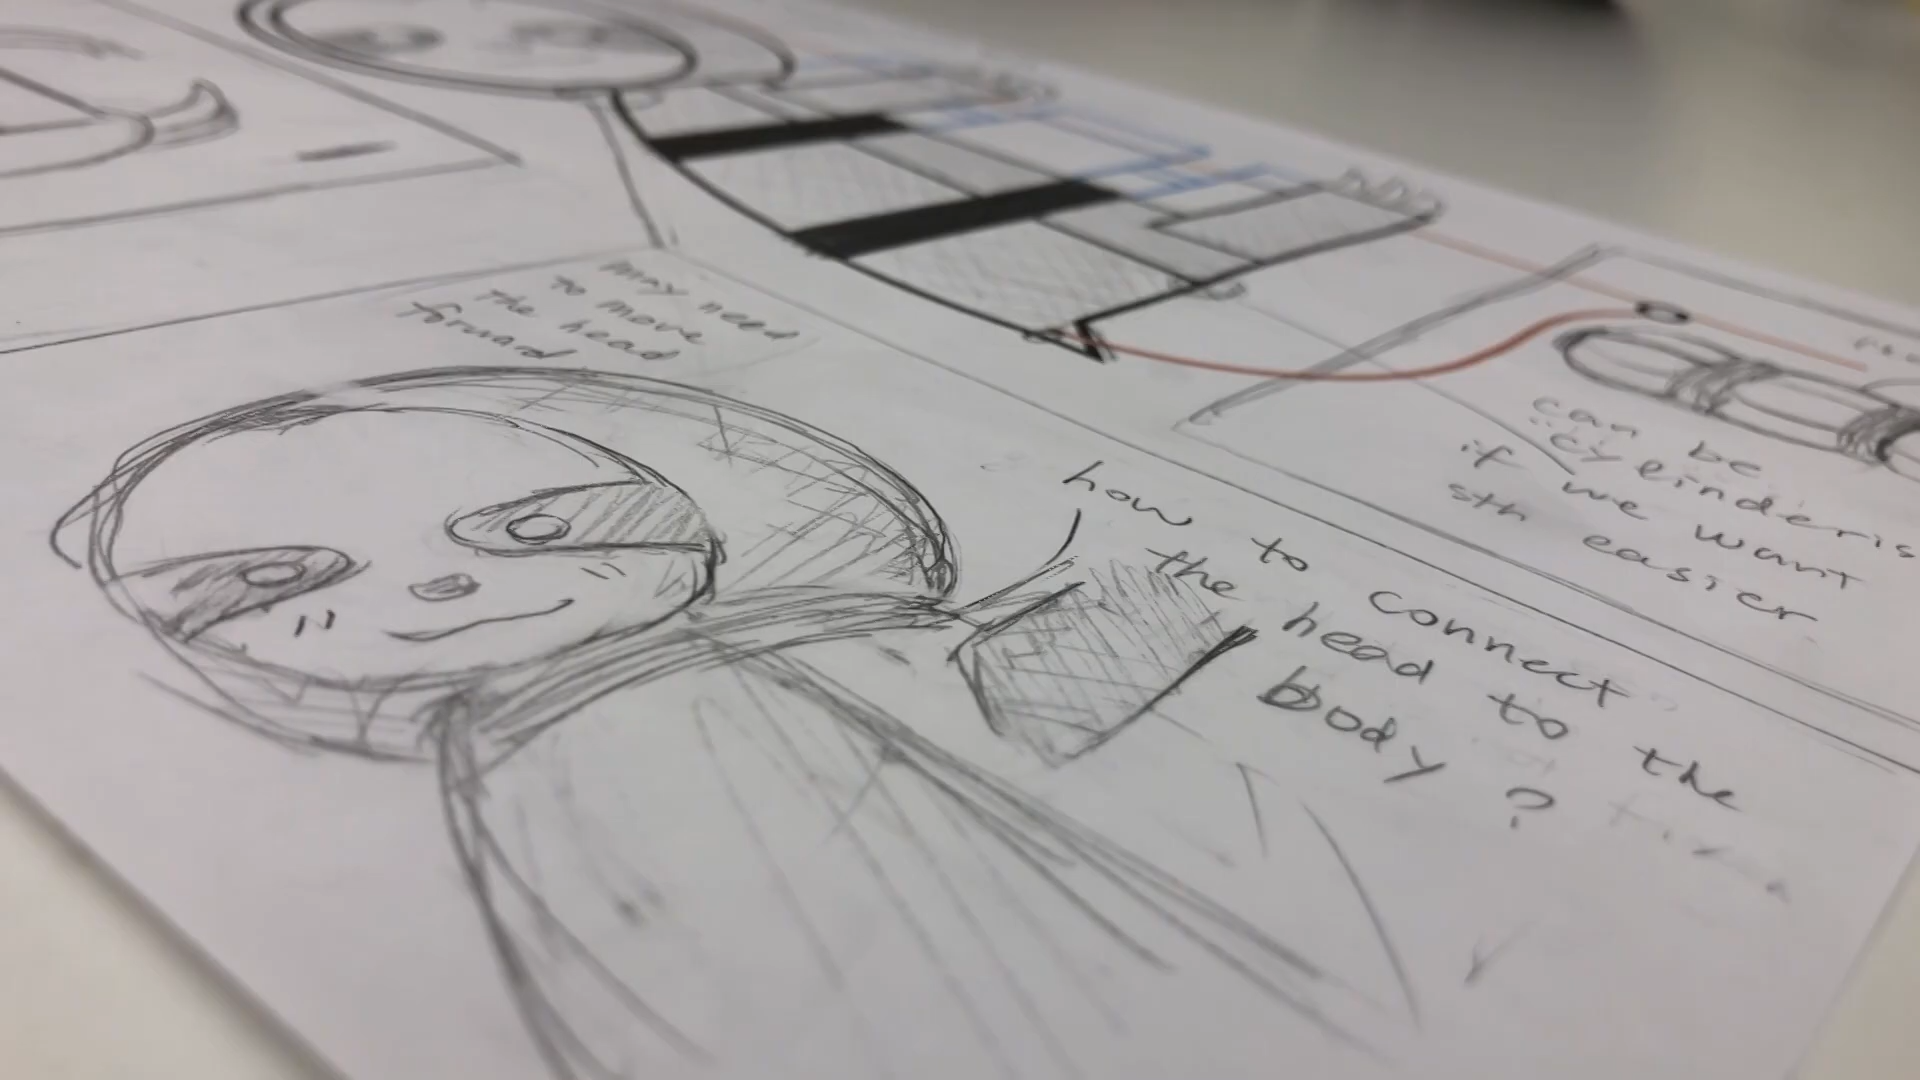 may need
to move
the head
forward
can be
cylinderis
if we want
sth easier
how to connect
the head to the
body ?